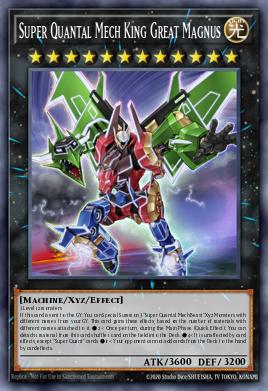 Super Quantal Mech King Great Magnus
LIGHT
光
[Machine/Xyz/Effect]
3 Level 12 monsters
If this card is sent to the GY: You can Special Summon 3 "Super Quantal Mech Beast" Xyz Monsters with
different names from your GY. This card gains these effects, based on the number of materials with
different names attached to it. ●2+: Once per turn, during the Main Phase (Quick Effect): You can
detach 1 material from this card; shuffle 1 card on the field into the Deck. ●4+: It is unaffected by card
effects, except "Super Quant" cards. ●6+: Your opponent cannot add cards from the Deck to the hand
by card effects.
ATK/3600 DEF/3200
Replica - Not For Use in Sanctioned Tournaments
©2020 Studio Dice/SHUEISHA, TV TOKYO, KONAMI